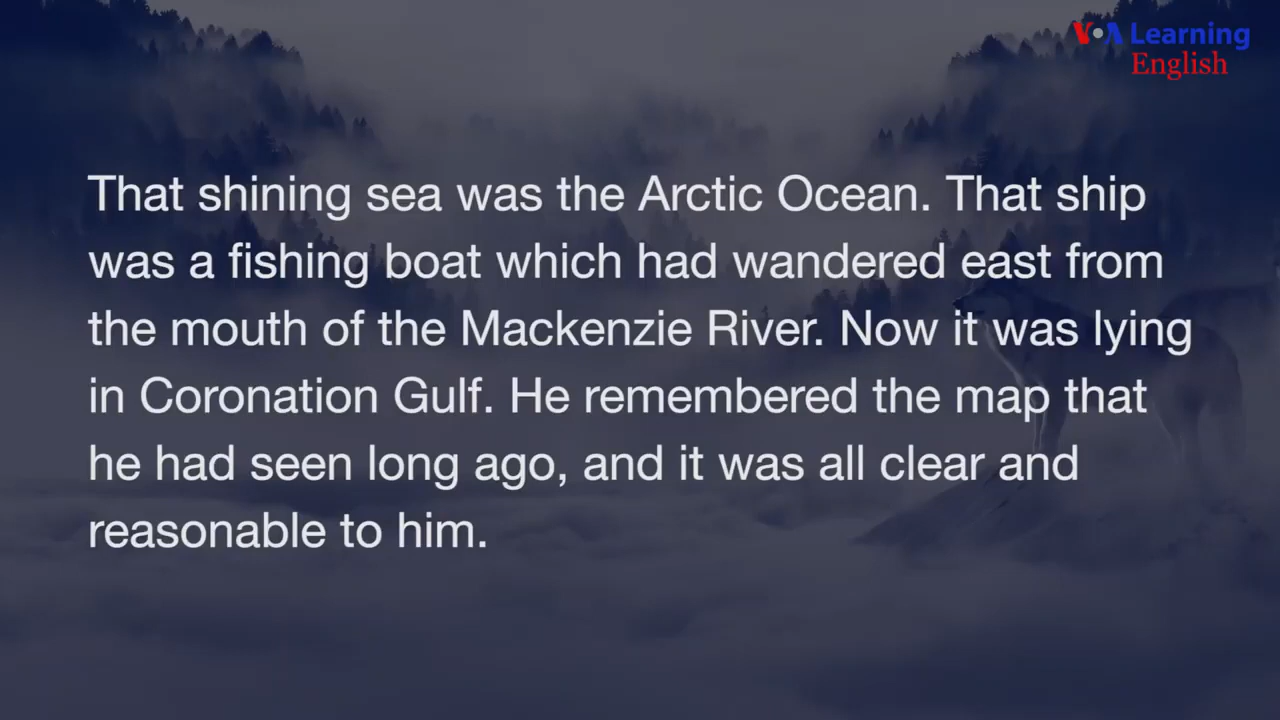 VOA Learning
English
That shining sea was the Arctic Ocean. That ship
was a fishing boat which had wandered east from
the mouth of the Mackenzie River. Now it was lying
in Coronation Gulf. He remembered the map that
he had seen long ago, and it was all clear and
reasonable to him.